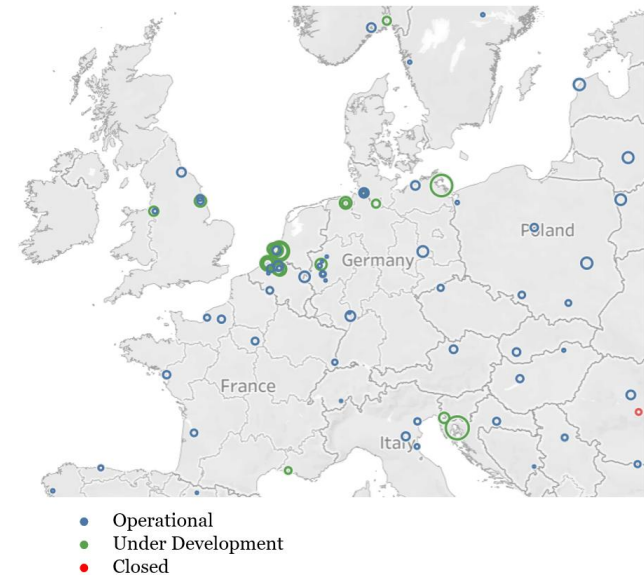 Poland
Germany
France
Italy
Operational
Under Development
Closed